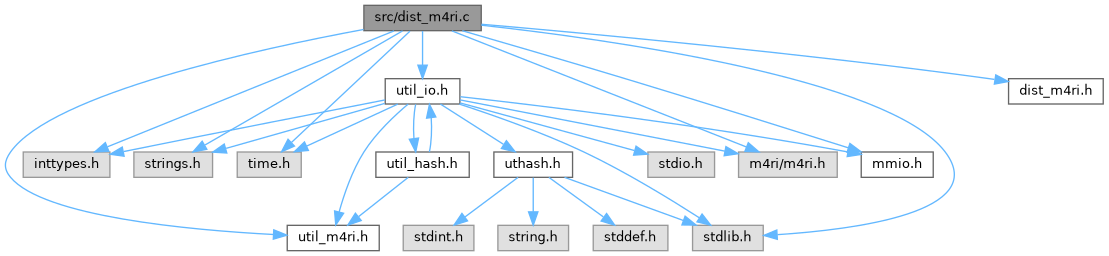 src/dist_m4ri.c
util_io.h
dist_m4ri.h
inttypes.h
strings.h
time.h
util_hash.h
uthash.h
stdio.h
m4ri/m4ri.h
mmio.h
util_m4ri.h
stdint.h
string.h
stddef.h
stdlib.h